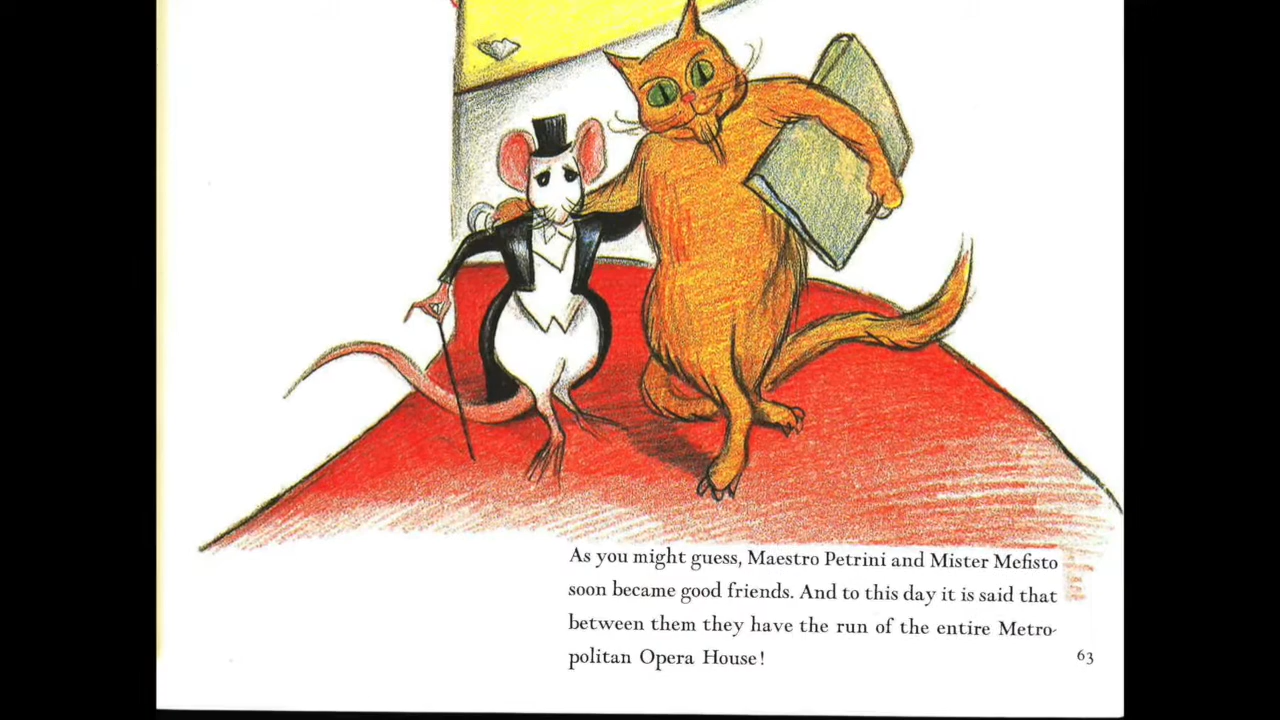 As you might guess, Maestro Petrini and Mister Mefisto
soon became good friends. And to this day it is said that
between them they have the run of the entire Metro-
politan Opera House!
63